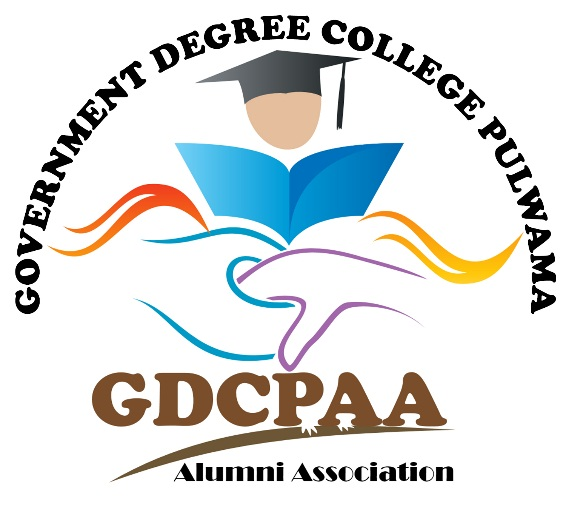 GOVERNMENT DEGREE COLLEGE PULWAMA
GDCPAA
Alumni Association